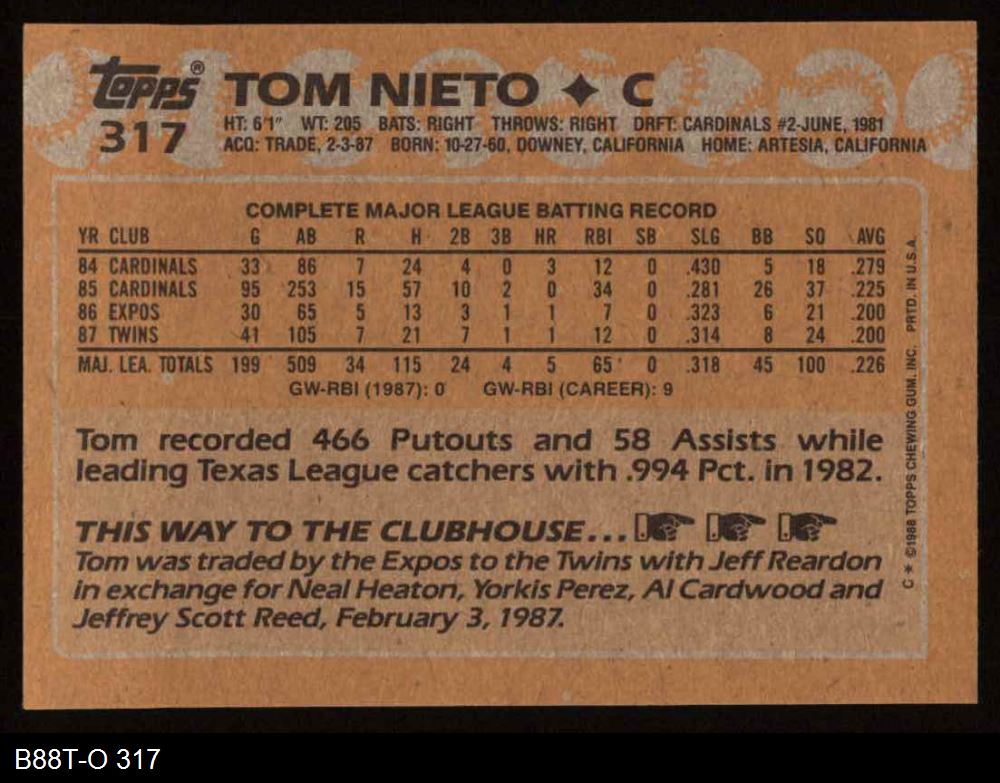 Topps® TOM NIETO ✦ C
317 HT: 6'1" WT: 205 BATS: RIGHT THROWS: RIGHT DRFT: CARDINALS #2-JUNE, 1981
ACQ: TRADE, 2-3-87 BORN: 10-27-60, DOWNEY, CALIFORNIA HOME: ARTESIA, CALIFORNIA
COMPLETE MAJOR LEAGUE BATTING RECORD
YR CLUB G AB R H 2B 3B HR RBI SB SLG BB SO AVG
84 CARDINALS 33 86 7 24 4 0 3 12 0 .430 5 18 .279
85 CARDINALS 95 253 15 57 10 2 0 34 0 .281 26 37 .225
86 EXPOS 30 65 5 13 3 1 1 7 0 .323 6 21 .200
87 TWINS 41 105 7 21 7 1 1 12 0 .314 8 24 .200
MAJ. LEA. TOTALS 199 509 34 115 24 4 5 65 0 .318 45 100 .226
GW-RBI (1987): 0 GW-RBI (CAREER): 9
Tom recorded 466 Putouts and 58 Assists while
leading Texas League catchers with .994 Pct. in 1982.
THIS WAY TO THE CLUBHOUSE...
Tom was traded by the Expos to the Twins with Jeff Reardon
in exchange for Neal Heaton, Yorkis Perez, Al Cardwood and
Jeffrey Scott Reed, February 3, 1987.
C * ©1988 TOPPS CHEWING GUM, INC. PRTD. IN U.S.A.
B88T-O 317